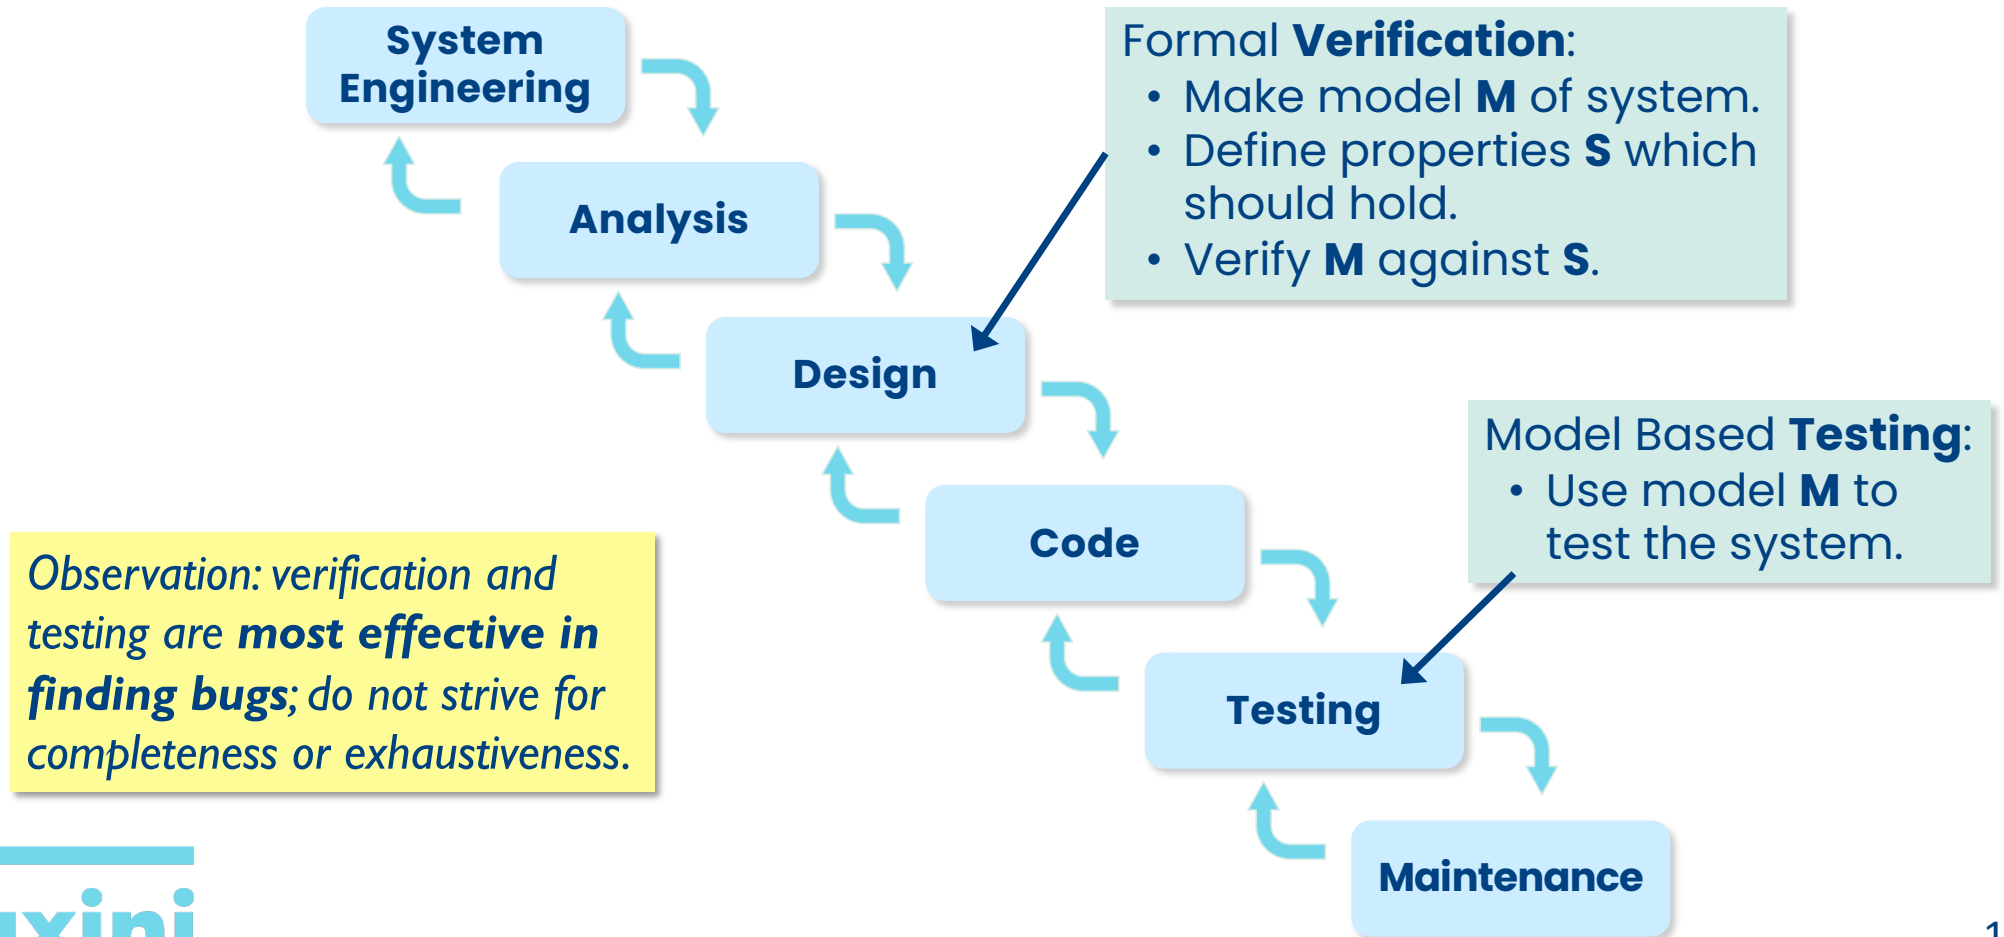 System
Engineering
Analysis
Design
Code
Testing
Maintenance
Formal Verification:
• Make model M of system.
• Define properties S which
should hold.
• Verify M against S.
Model Based Testing:
• Use model M to
test the system.
Observation: verification and
testing are most effective in
finding bugs; do not strive for
completeness or exhaustiveness.